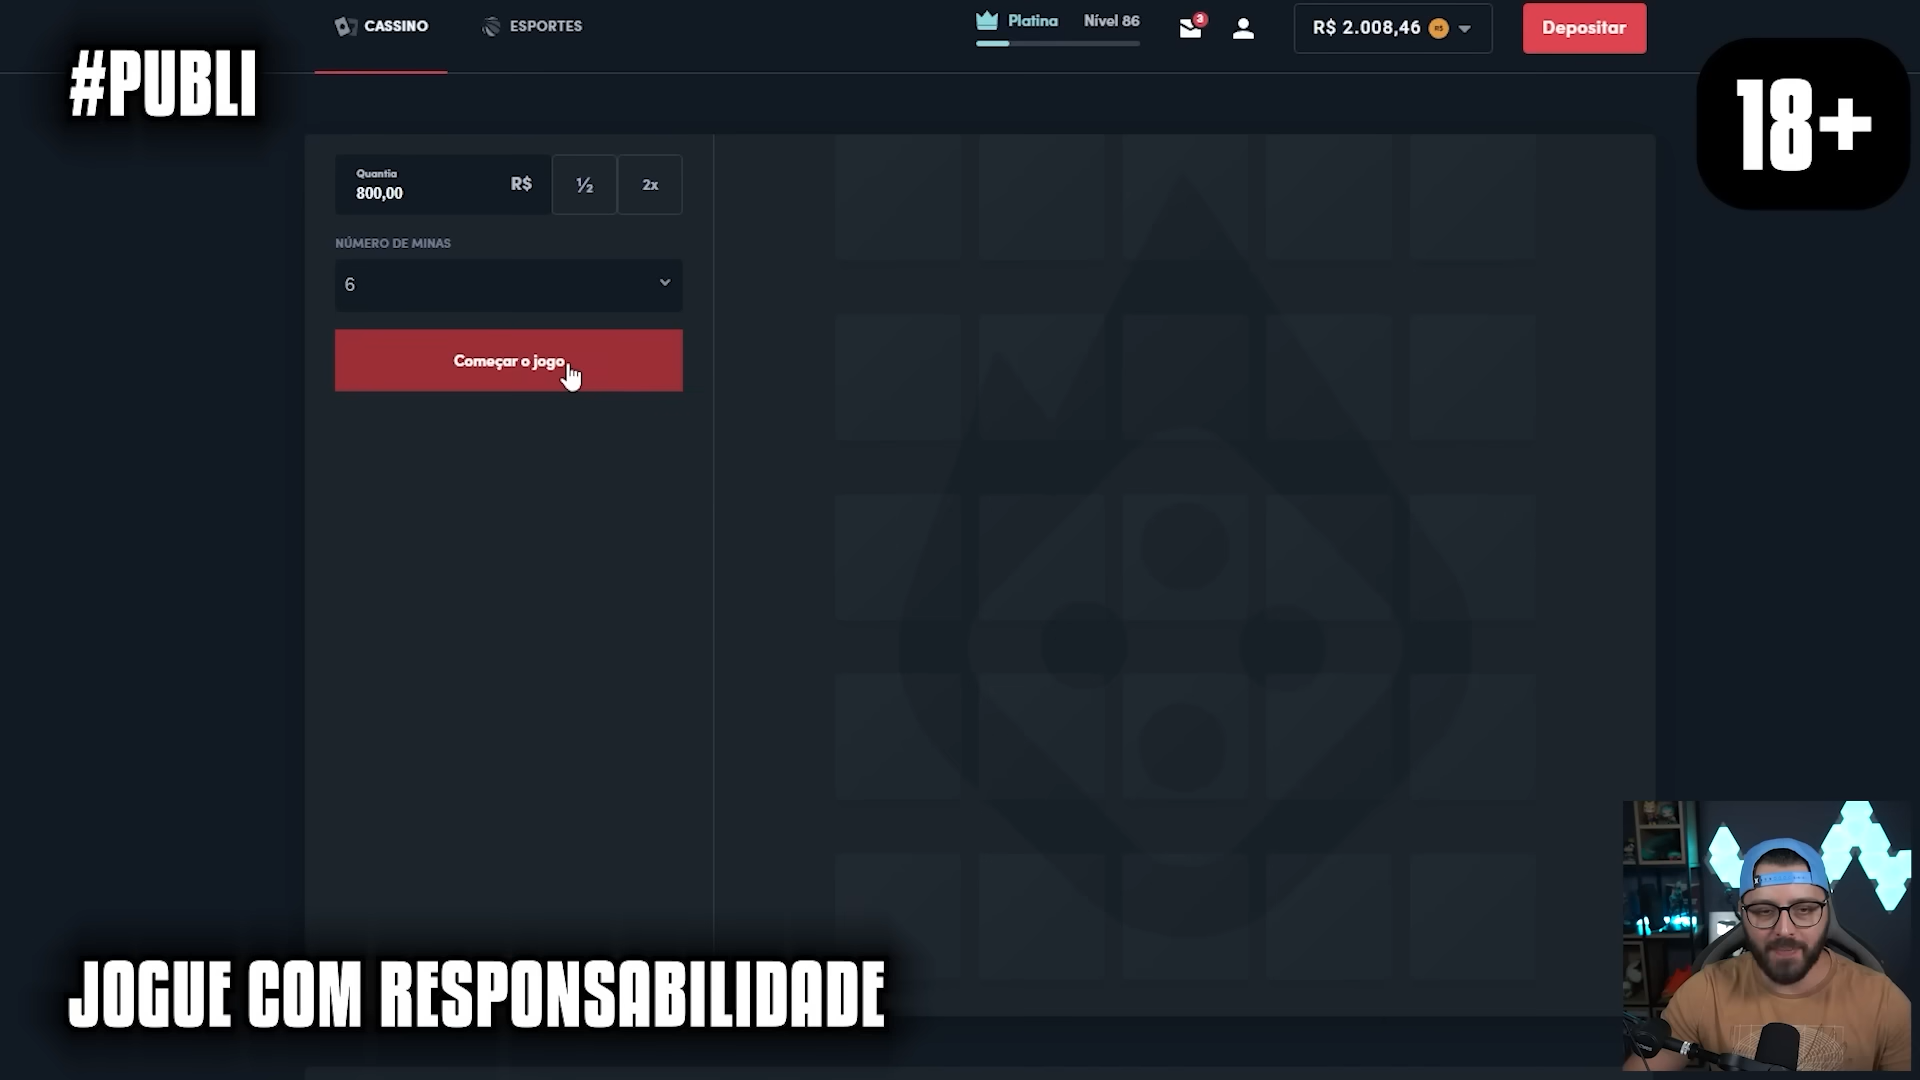 CASSINO
ESPORTES
Platina
Nível 86
3
R$ 2.008,46
R$
Depositar
#PUBLI
18+
Quantia
800,00
R$
½
2x
NÚMERO DE MINAS
6
Começar o jogo
JOGUE COM RESPONSABILIDADE